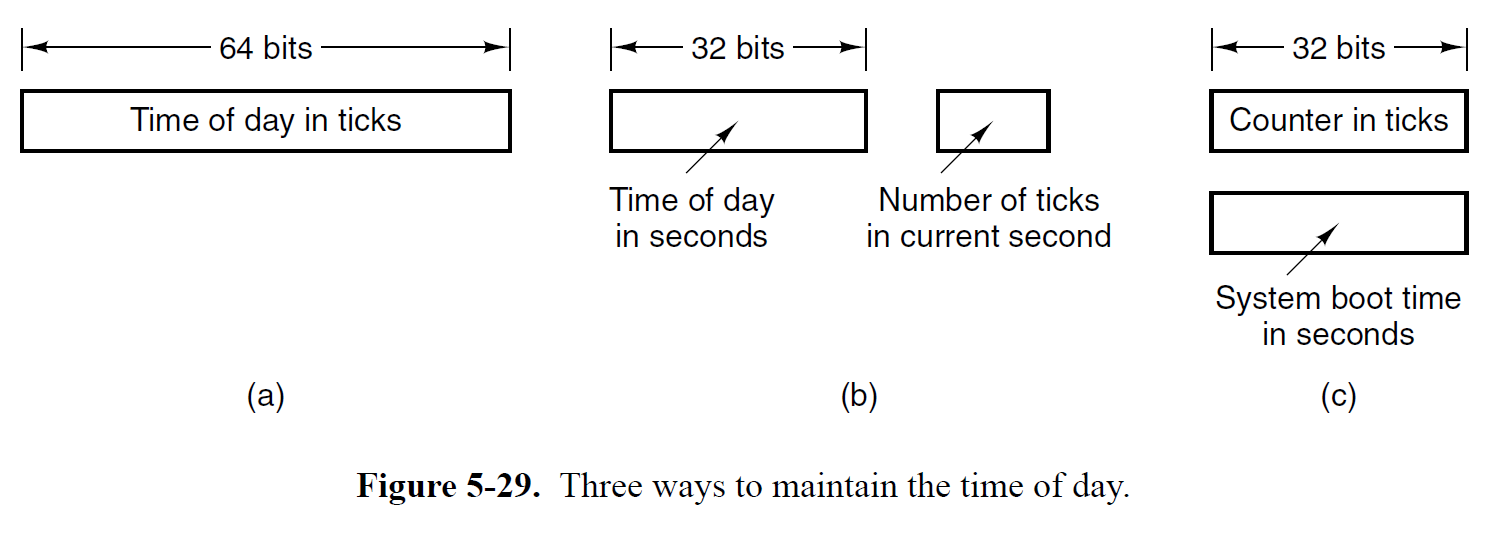 64 bits
Time of day in ticks
(a)
32 bits
Time of day
in seconds
Number of ticks
in current second
(b)
32 bits
Counter in ticks
System boot time
in seconds
(c)
Figure 5-29. Three ways to maintain the time of day.